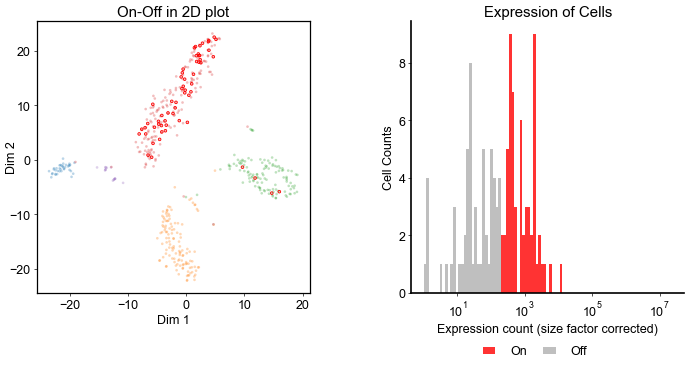 On-Off in 2D plot
20
10
0
−10
−20
Dim 2
−20 −10 0 10 20
Dim 1
Expression of Cells
8
6
4
2
0
Cell Counts
10^1 10^3 10^5 10^7
Expression count (size factor corrected)
On Off